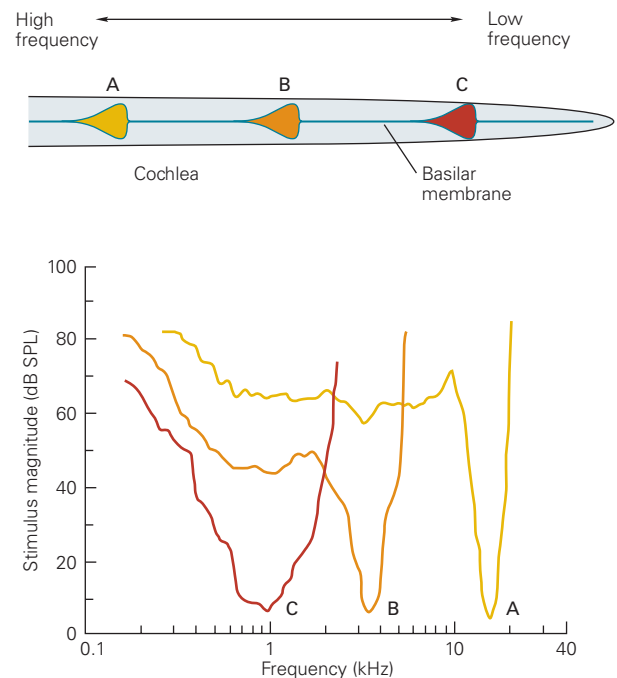 High
frequency
Low
frequency
A
B
C
Cochlea
Basilar
membrane
100
80
60
40
20
0
Stimulus magnitude (dB SPL)
C
B
A
0.1
1
10
40
Frequency (kHz)